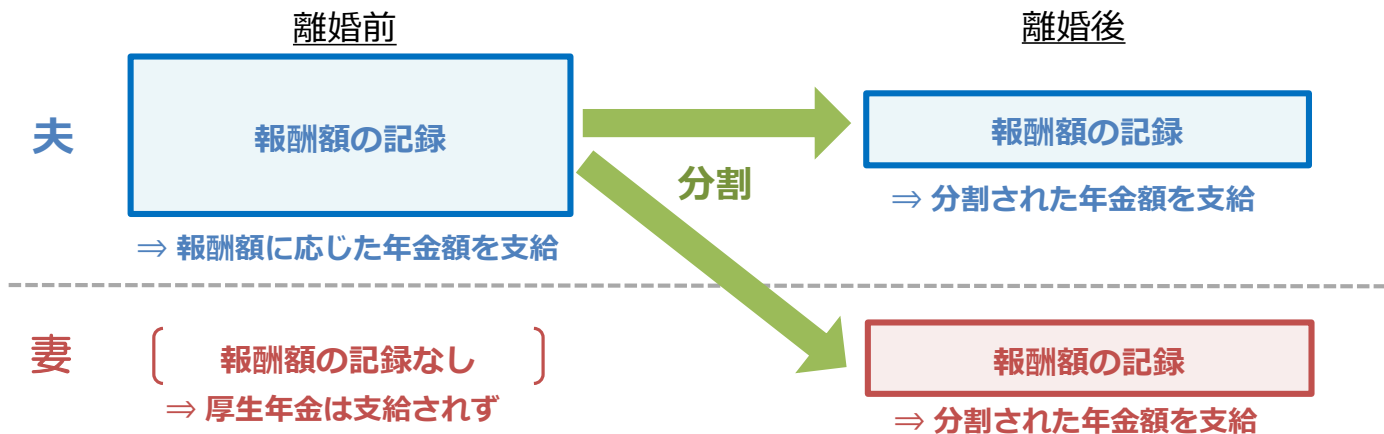 離婚前
離婚後
夫
報酬額の記録
⇒ 報酬額に応じた年金額を支給
分割
報酬額の記録
⇒ 分割された年金額を支給
妻
報酬額の記録なし
⇒ 厚生年金は支給されず
報酬額の記録
⇒ 分割された年金額を支給